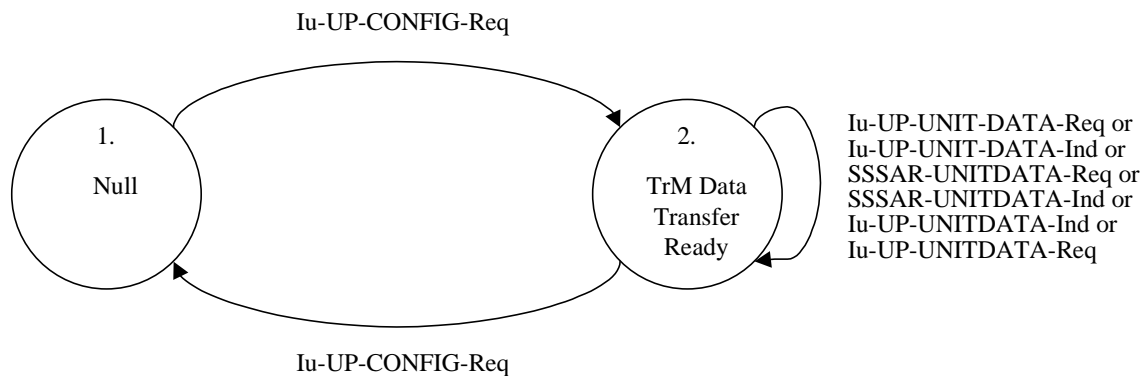 Iu-UP-CONFIG-Req
1.
Null
2.
TrM Data
Transfer
Ready
Iu-UP-UNIT-DATA-Req or
Iu-UP-UNIT-DATA-Ind or
SSSAR-UNITDATA-Req or
SSSAR-UNITDATA-Ind or
Iu-UP-UNITDATA-Ind or
Iu-UP-UNITDATA-Req
Iu-UP-CONFIG-Req